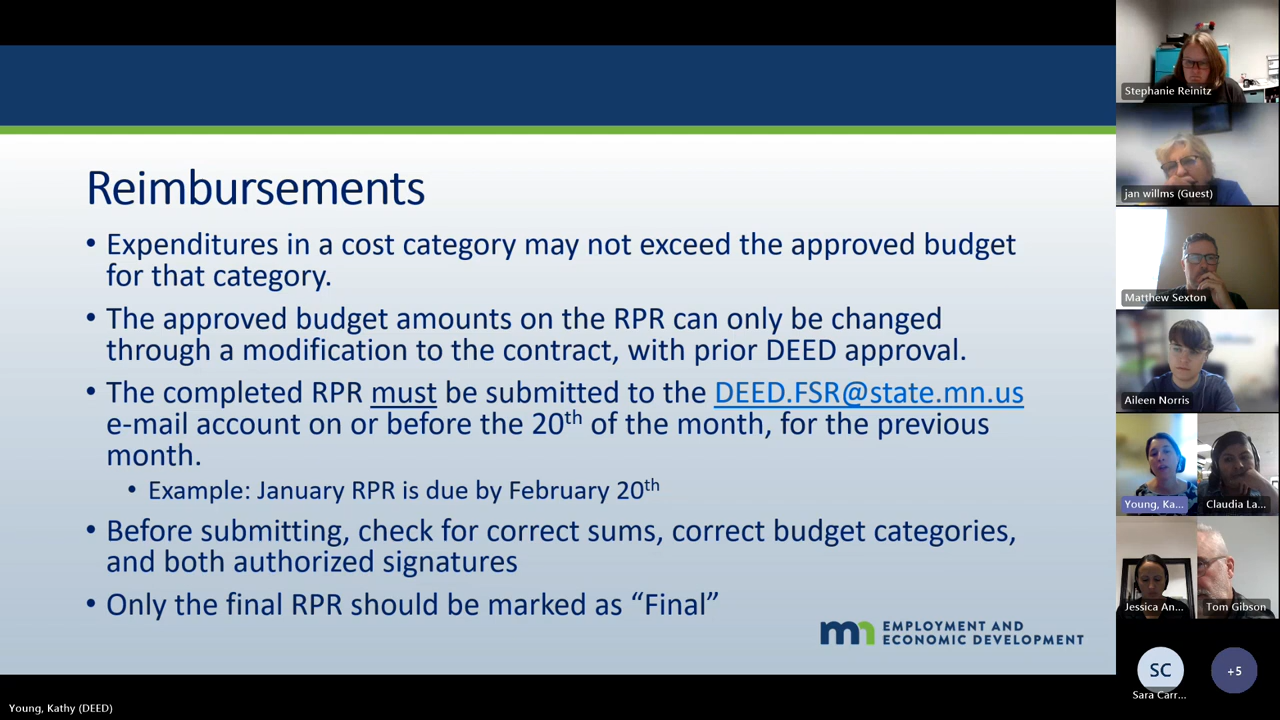 Reimbursements
• Expenditures in a cost category may not exceed the approved budget
for that category.
• The approved budget amounts on the RPR can only be changed
through a modification to the contract, with prior DEED approval.
• The completed RPR must be submitted to the DEED.FSR@state.mn.us
e-mail account on or before the 20th of the month, for the previous
month.
• Example: January RPR is due by February 20th
• Before submitting, check for correct sums, correct budget categories,
and both authorized signatures
• Only the final RPR should be marked as “Final”
mn EMPLOYMENT AND
ECONOMIC DEVELOPMENT
Young, Kathy (DEED)
Stephanie Reinitz
jan willms (Guest)
Matthew Sexton
Aileen Norris
Young, Ka...
Claudia La...
Jessica An...
Tom Gibson
SC
Sara Carr...
+5